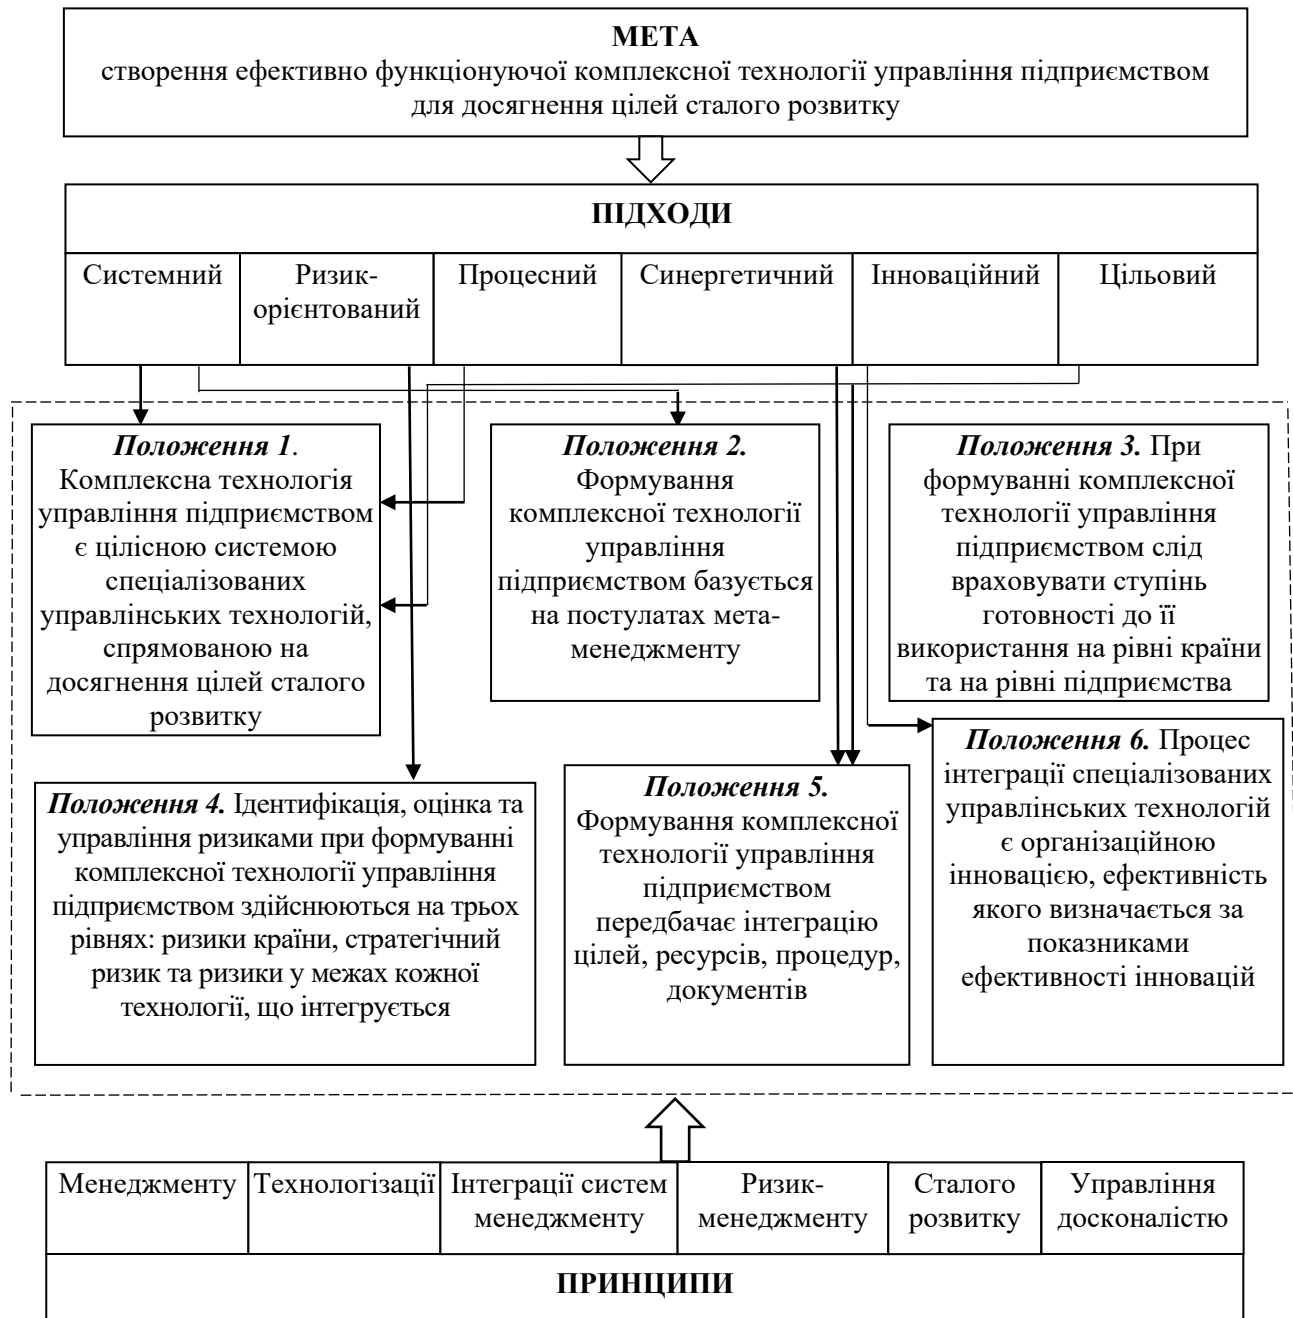 МЕТА
створення ефективно функціонуючої комплексної технології управління підприємством
для досягнення цілей сталого розвитку
ПІДХОДИ
Системний
Ризик-
орієнтований
Процесний
Синергетичний
Інноваційний
Цільовий
Положення 1.
Комплексна технологія
управління підприємством
є цілісною системою
спеціалізованих
управлінських технологій,
спрямованою на
досягнення цілей сталого
розвитку
Положення 2.
Формування
комплексної технології
управління
підприємством базується
на постулатах мета-
менеджменту
Положення 3. При
формуванні комплексної
технології управління
підприємством слід
враховувати ступінь
готовності до її
використання на рівні країни
та на рівні підприємства
Положення 4. Ідентифікація, оцінка та
управління ризиками при формуванні
комплексної технології управління
підприємством здійснюються на трьох
рівнях: ризики країни, стратегічний
ризик та ризики у межах кожної
технології, що інтегрується
Положення 5.
Формування комплексної
технології управління
підприємством
передбачає інтеграцію
цілей, ресурсів, процедур,
документів
Положення 6. Процес
інтеграції спеціалізованих
управлінських технологій
є організаційною
інновацією, ефективність
якого визначається за
показниками
ефективності інновацій
Менеджменту
Технологізації
Інтеграції систем
менеджменту
Ризик-
менеджменту
Сталого
розвитку
Управління
досконалістю
ПРИНЦИПИ